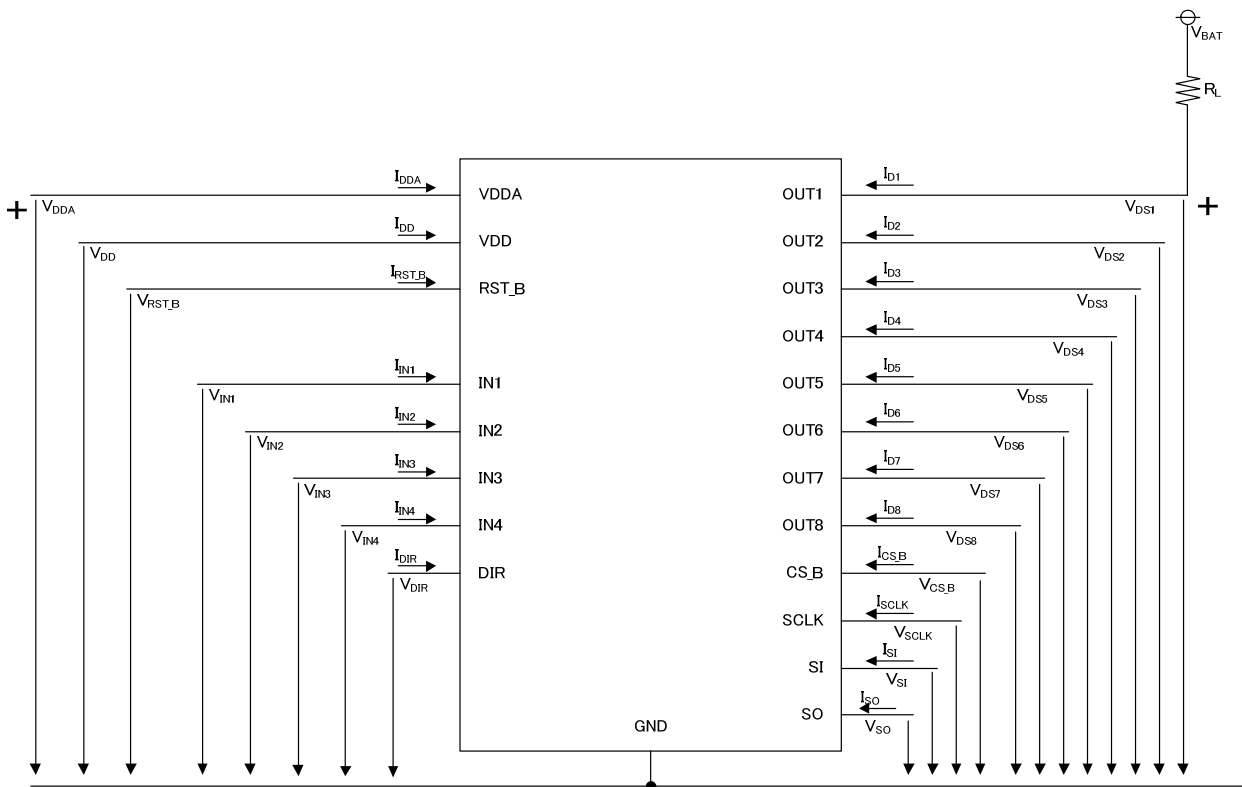 V_BAT
R_L
I_DDA
VDDA
OUT1
I_D1
+
V_DDA
V_DS1
+
I_DD
VDD
OUT2
I_D2
V_DD
V_DS2
I_RST_B
RST_B
OUT3
I_D3
V_RST_B
V_DS3
OUT4
I_D4
V_DS4
I_IN1
IN1
OUT5
I_D5
V_IN1
V_DS5
I_IN2
IN2
OUT6
I_D6
V_IN2
V_DS6
I_IN3
IN3
OUT7
I_D7
V_IN3
V_DS7
I_IN4
IN4
OUT8
I_D8
V_IN4
V_DS8
I_DIR
DIR
CS_B
I_CS_B
V_DIR
V_CS_B
SCLK
I_SCLK
V_SCLK
SI
I_SI
V_SI
SO
I_SO
V_SO
GND